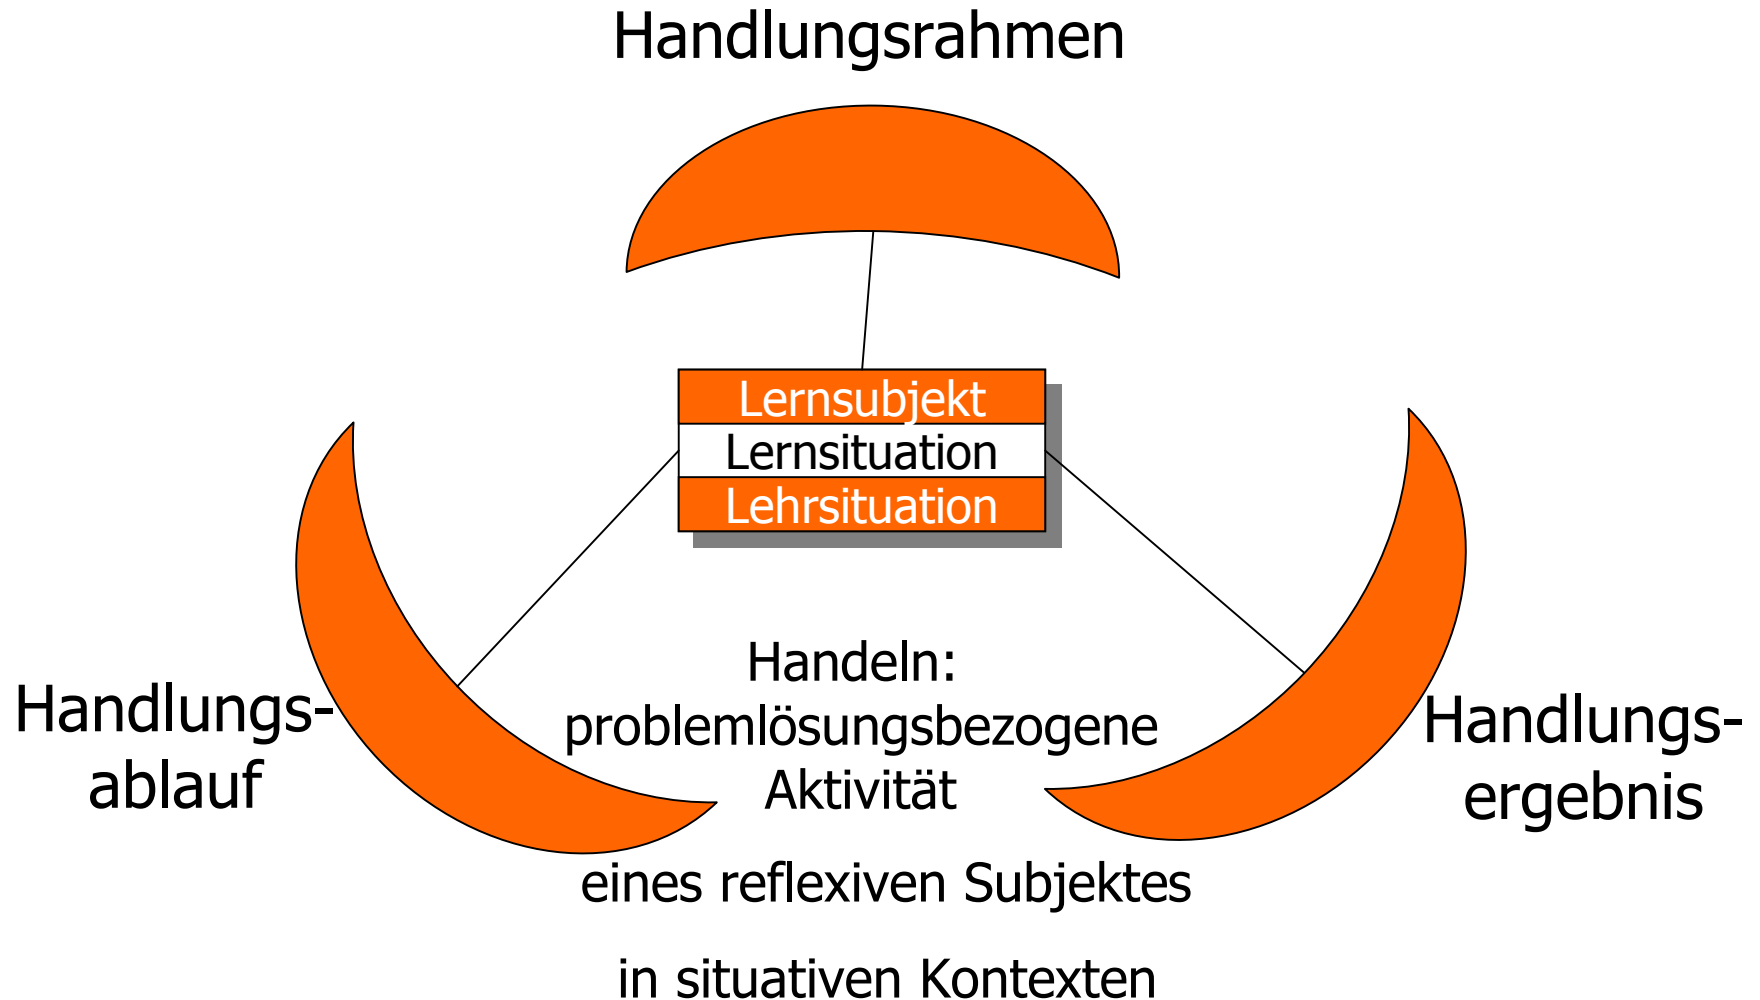 Handlungsrahmen
Lernsubjekt
Lernsituation
Lehrsituation
Handlungs-
ablauf
Handeln:
problemlösungsbezogene
Aktivität
eines reflexiven Subjektes
in situativen Kontexten
Handlungs-
ergebnis